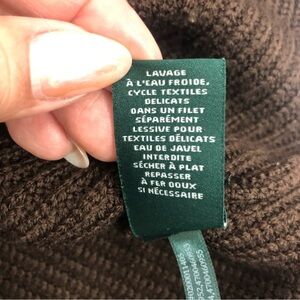 LAVAGE
À L'EAU FROIDE,
CYCLE TEXTILES
DÉLICATS
DANS UN FILET
SÉPARÉMENT
LESSIVE POUR
TEXTILES DÉLICATS
EAU DE JAVEL
INTERDITE
SÉCHER À PLAT
REPASSER
À FER DOUX
SI NÉCESSAIRE